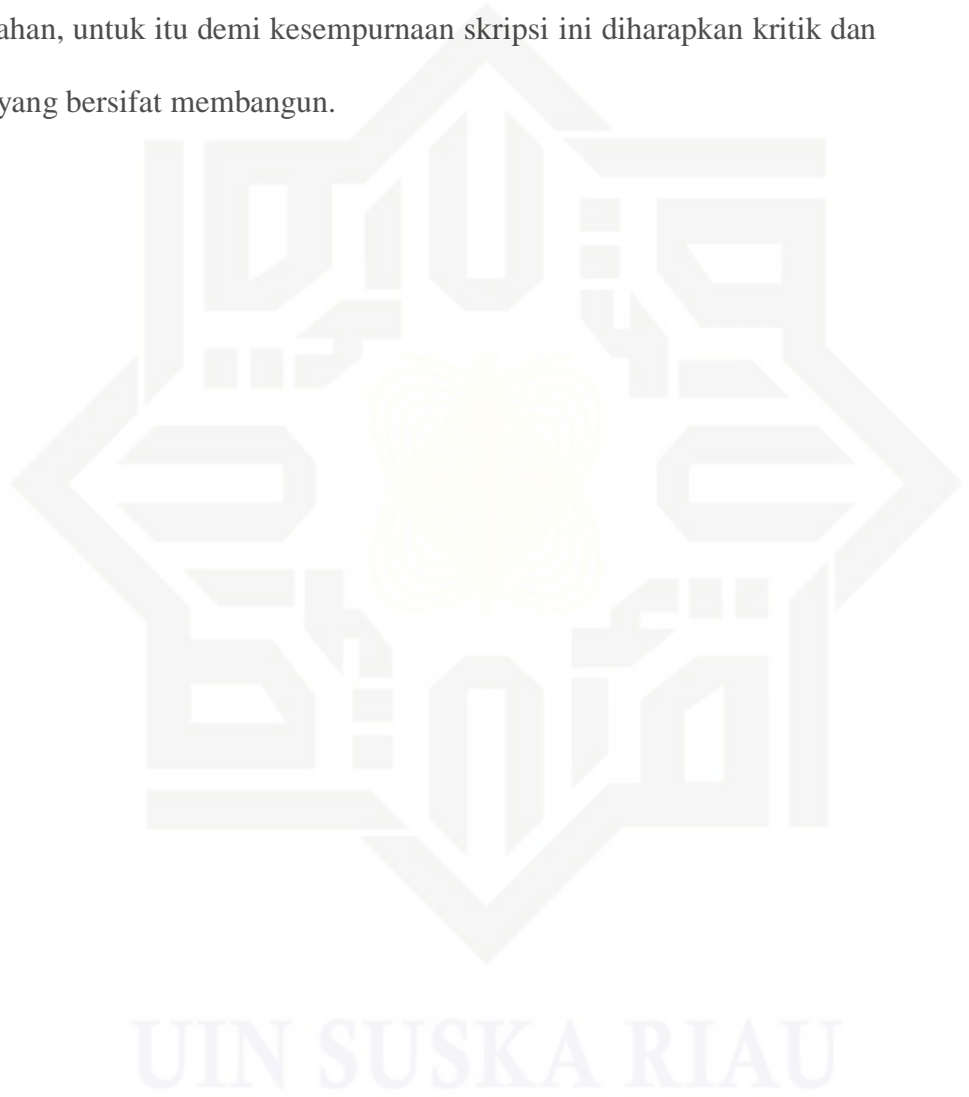 ahan, untuk itu demi kesempurnaan skripsi ini diharapkan kritik dan
yang bersifat membangun.
UIN SUSKA RIAU